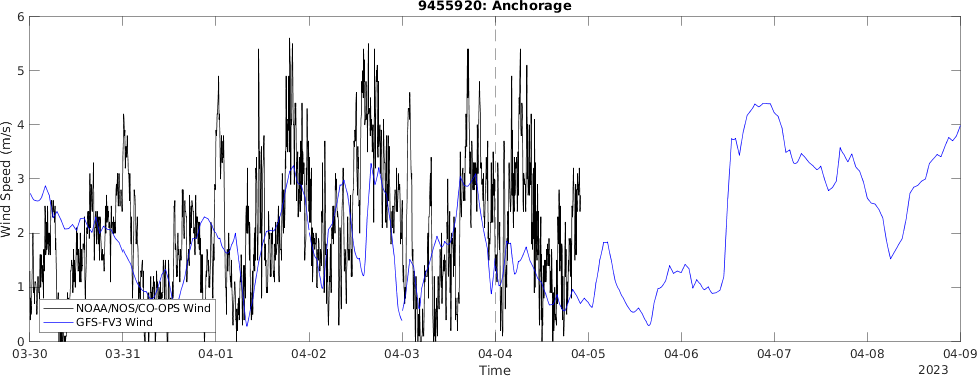 9455920: Anchorage
6
5
4
3
2
1
0
Wind Speed (m/s)
NOAA/NOS/CO-OPS Wind
GFS-FV3 Wind
03-30 03-31 04-01 04-02 04-03 04-04 04-05 04-06 04-07 04-08 04-09
Time
2023